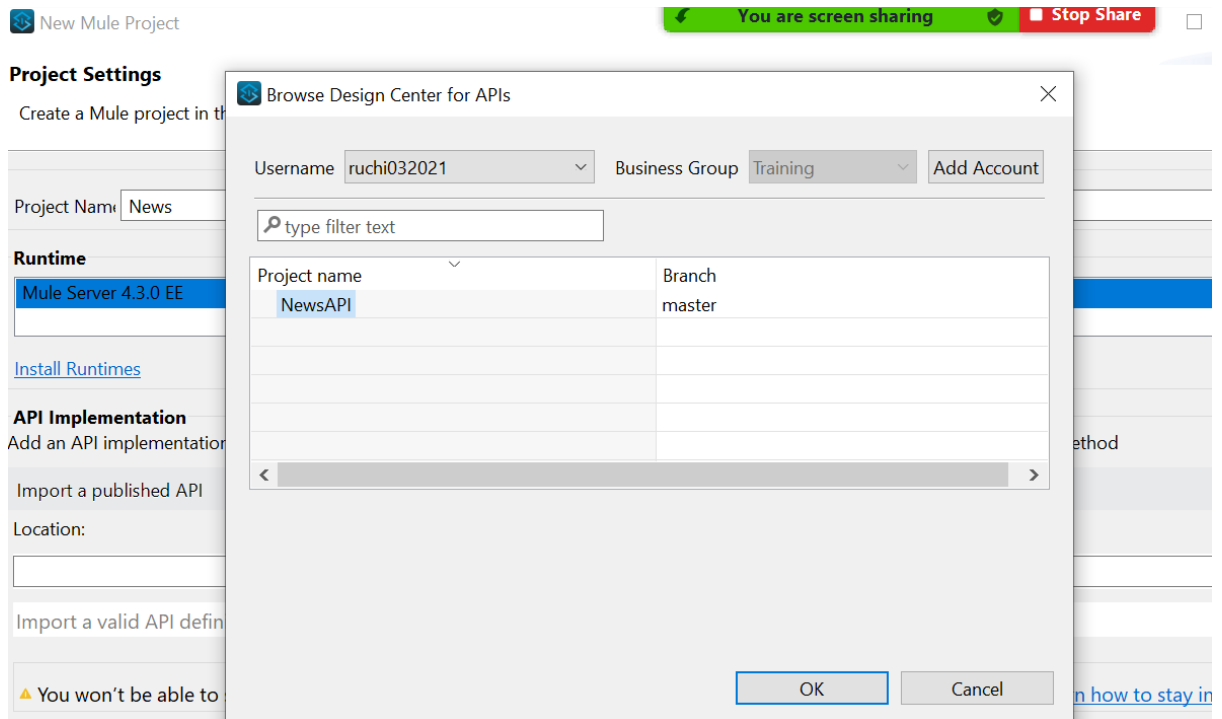 New Mule Project
You are screen sharing
Stop Share
Project Settings
Create a Mule project in th
Browse Design Center for APIs
Username ruchi032021 Business Group Training Add Account
Project Name News
type filter text
Runtime
Project name Branch
Mule Server 4.3.0 EE
NewsAPI master
Install Runtimes
API Implementation
Add an API implementation
ethod
Import a published API
Location:
Import a valid API defin
You won't be able to
OK Cancel
n how to stay in